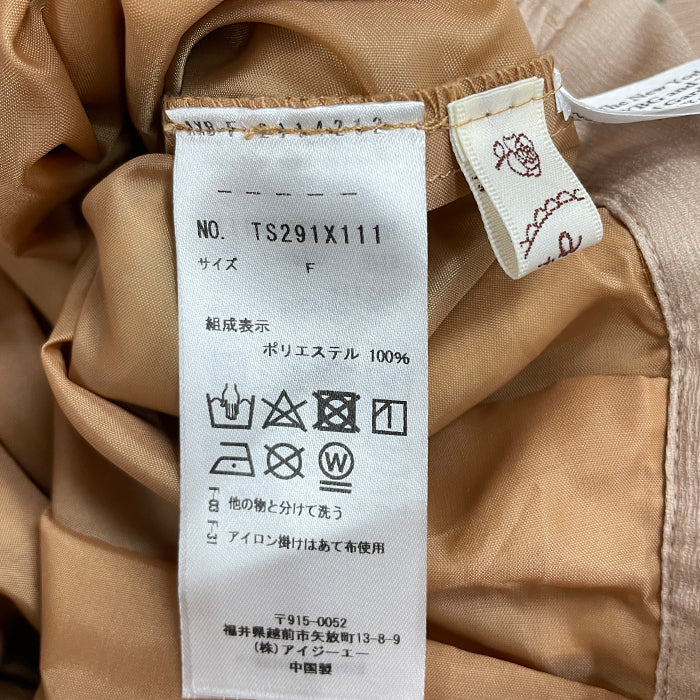 NO. TS291X111
サイズ F
組成表示
ポリエステル 100%
W
F-03 他の物と分けて洗う
F-31 アイロン掛けはあて布使用
〒915-0052
福井県越前市矢放町13-8-9
(株) アイジーエー
中国製